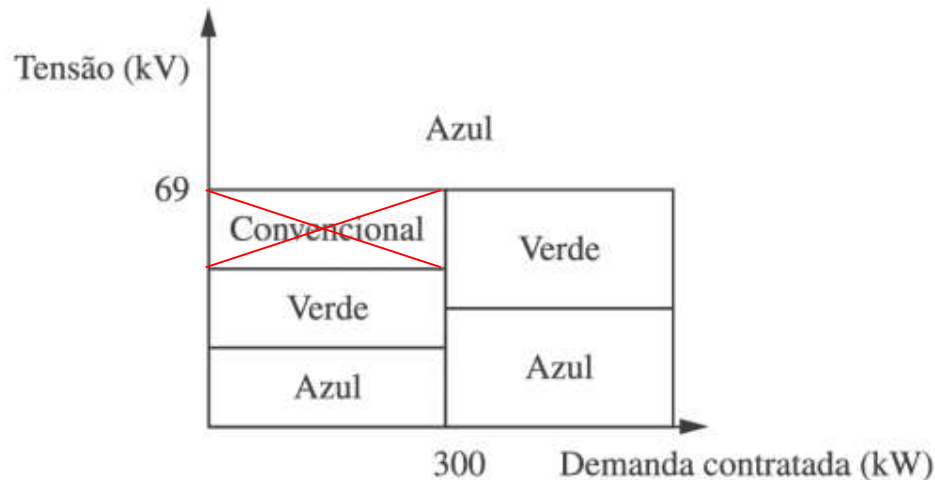 Tensão (kV)
Azul
69
Convencional
Verde
Verde
Azul
Azul
300
Demanda contratada (kW)